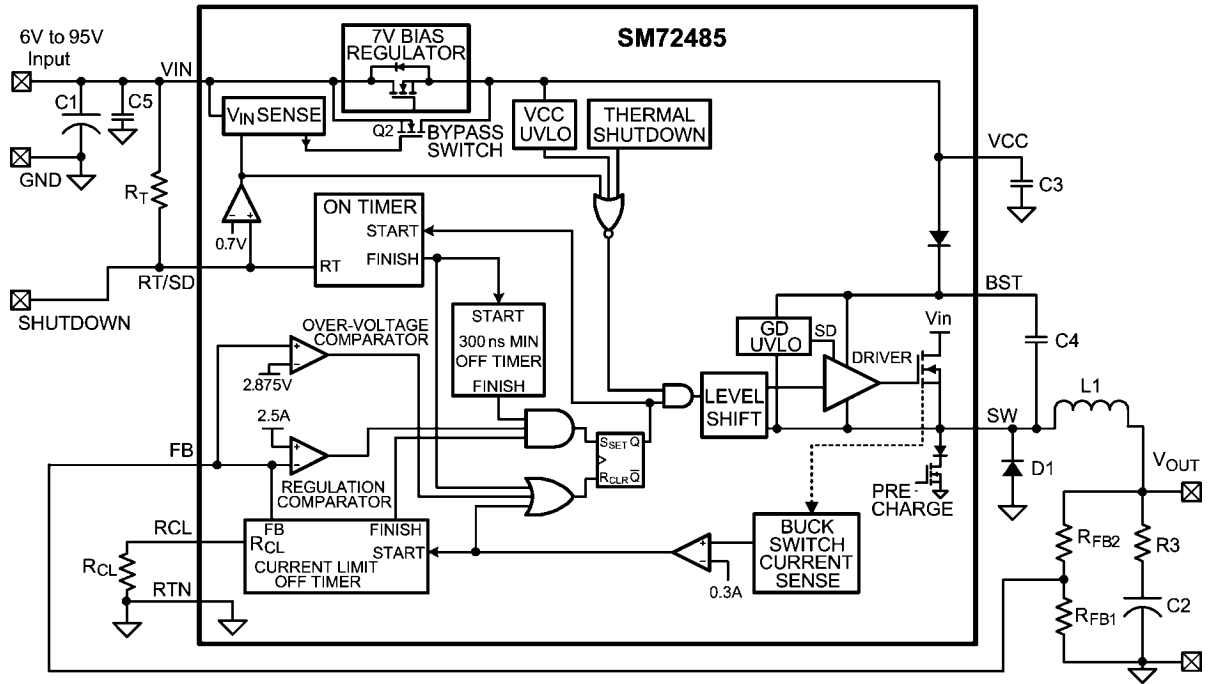 6V to 95V
Input
SM72485
7V BIAS
REGULATOR
VIN
C1
C5
VIN SENSE
Q2
BYPASS
SWITCH
VCC
UVLO
THERMAL
SHUTDOWN
VCC
C3
GND
RT
0.7V
- +
ON TIMER
START
FINISH
RT
RT/SD
SHUTDOWN
START
300 ns MIN
OFF TIMER
FINISH
OVER-VOLTAGE
COMPARATOR
+
-
2.875V
2.5A
+
-
FB
REGULATION
COMPARATOR
SSET Q
RCLR Q̅
BST
Vin
GD
UVLO
SD
DRIVER
LEVEL
SHIFT
C4
L1
SW
D1
VOUT
PRE-
CHARGE
RCL
FB
FINISH
RCL
START
CURRENT LIMIT
OFF TIMER
RCL
RTN
+
-
0.3A
BUCK
SWITCH
CURRENT
SENSE
RFB2
R3
RFB1
C2